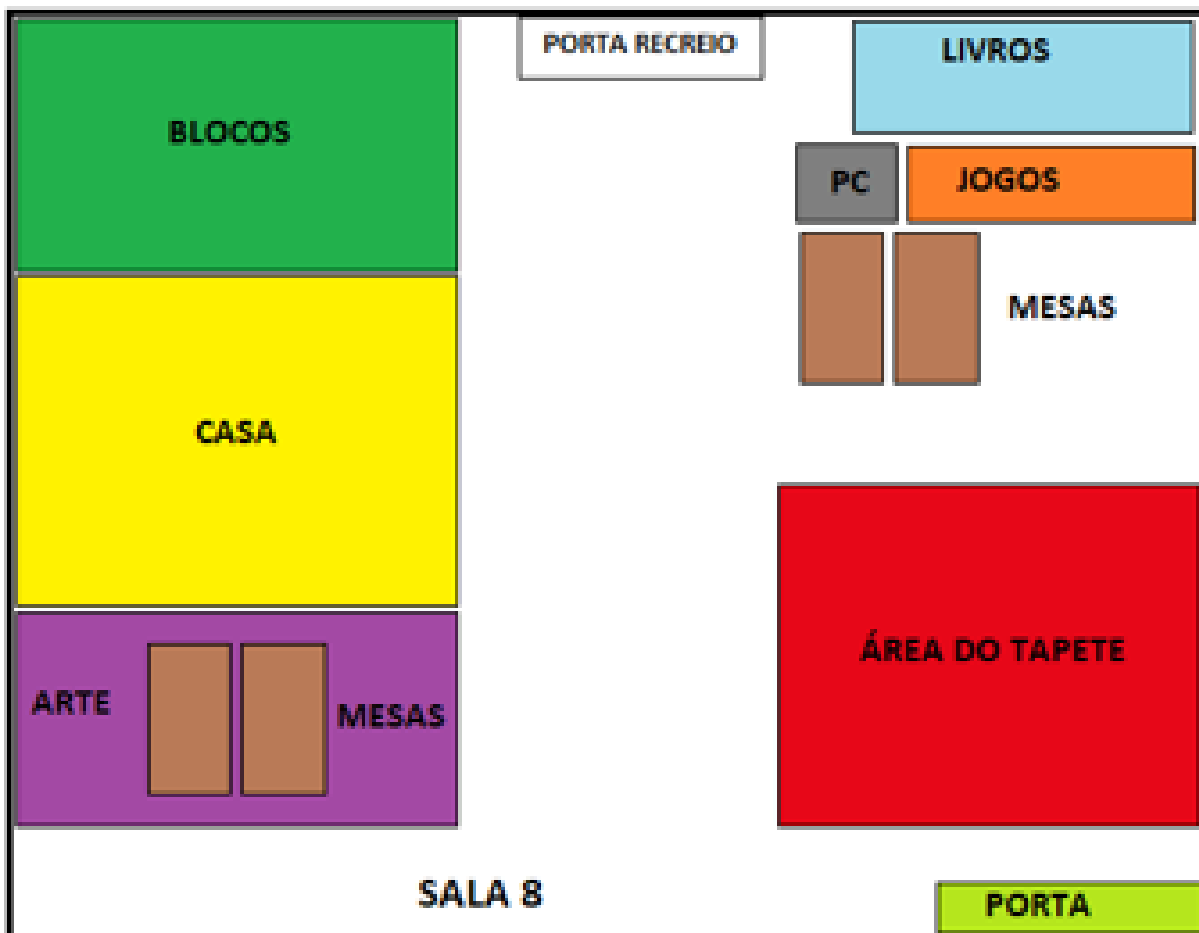 PORTA RECREIO
LIVROS
BLOCOS
PC
JOGOS
MESAS
CASA
ÁREA DO TAPETE
ARTE
MESAS
SALA 8
PORTA